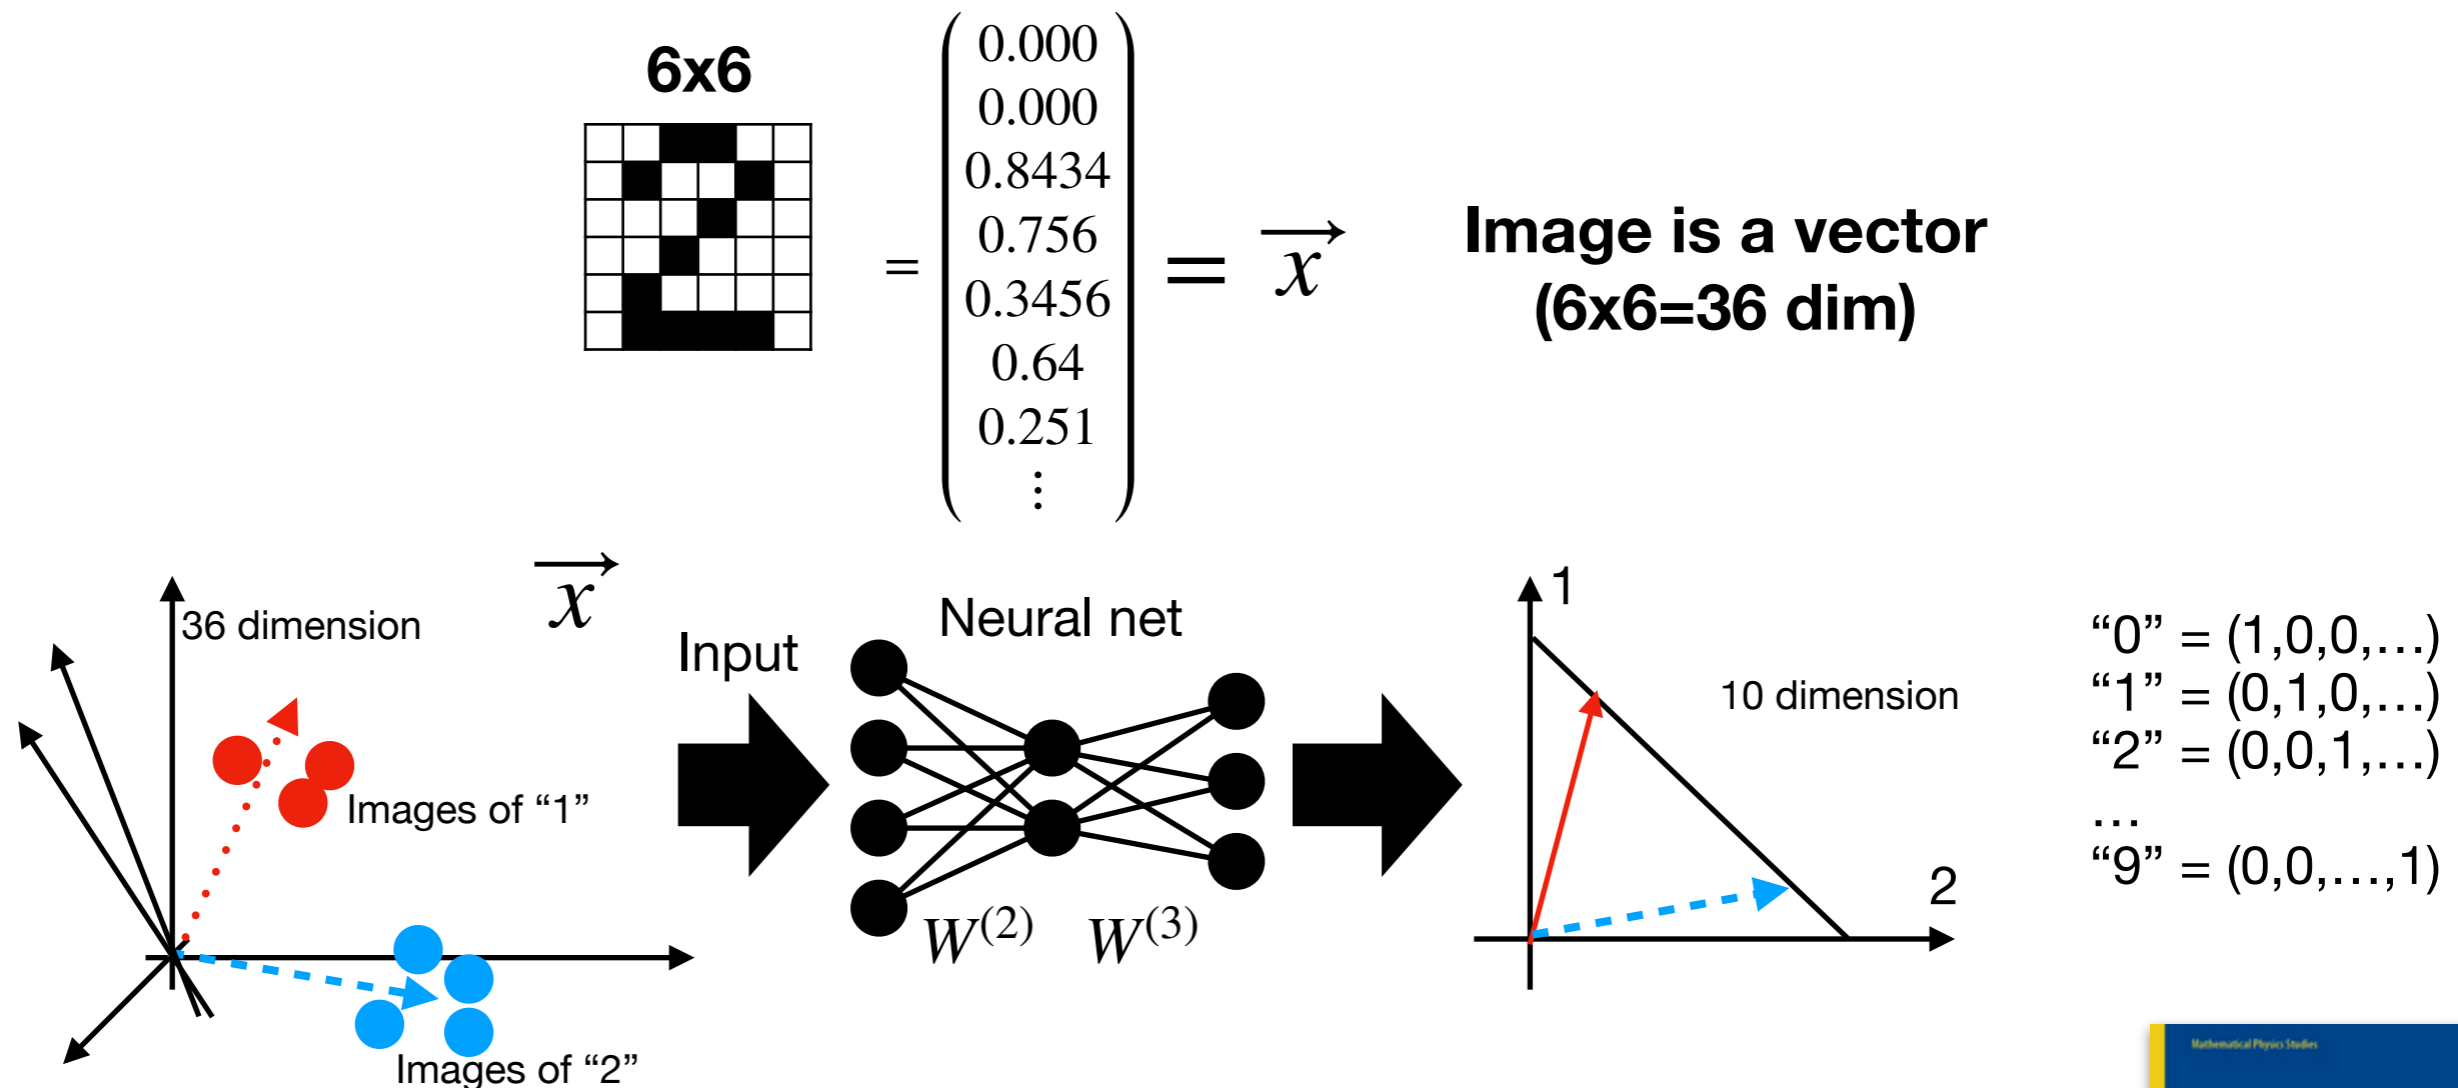 6x6
0.000
0.000
0.8434
0.756
0.3456
0.64
0.251
⋮
=
= x⃗
Image is a vector
(6x6=36 dim)
36 dimension
x⃗
Images of “1”
Images of “2”
Input
Neural net
W⁽²⁾ W⁽³⁾
1
10 dimension
2
“0” = (1,0,0,…)
“1” = (0,1,0,…)
“2” = (0,0,1,…)
…
“9” = (0,0,…,1)
Mathematical Physics Studies